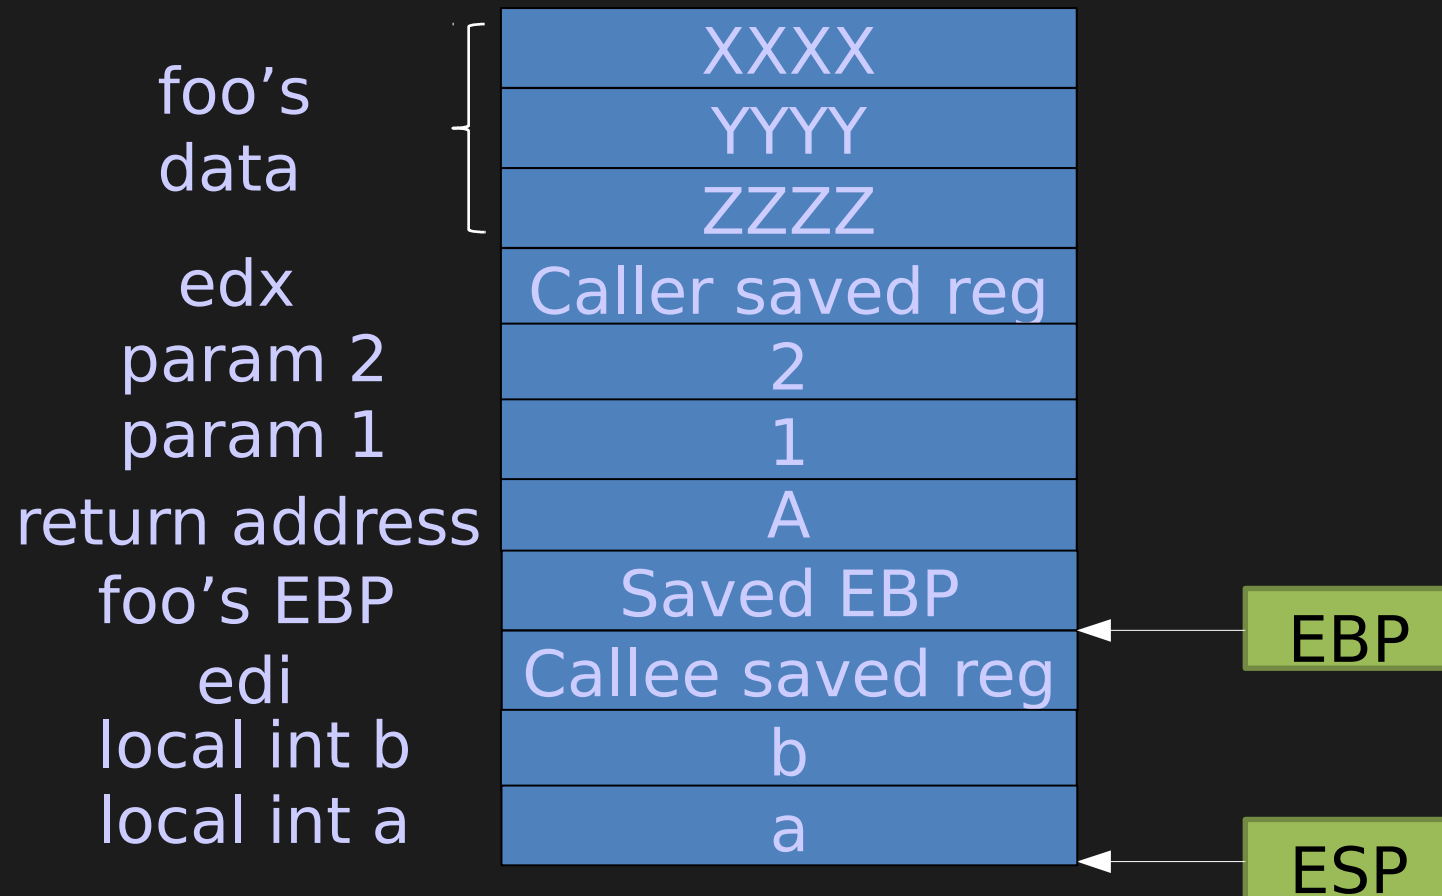 XXXX
foo’s
data
YYYY
ZZZZ
edx
Caller saved reg
param 2
2
param 1
1
return address
A
foo’s EBP
Saved EBP
EBP
edi
Callee saved reg
local int b
b
local int a
a
ESP